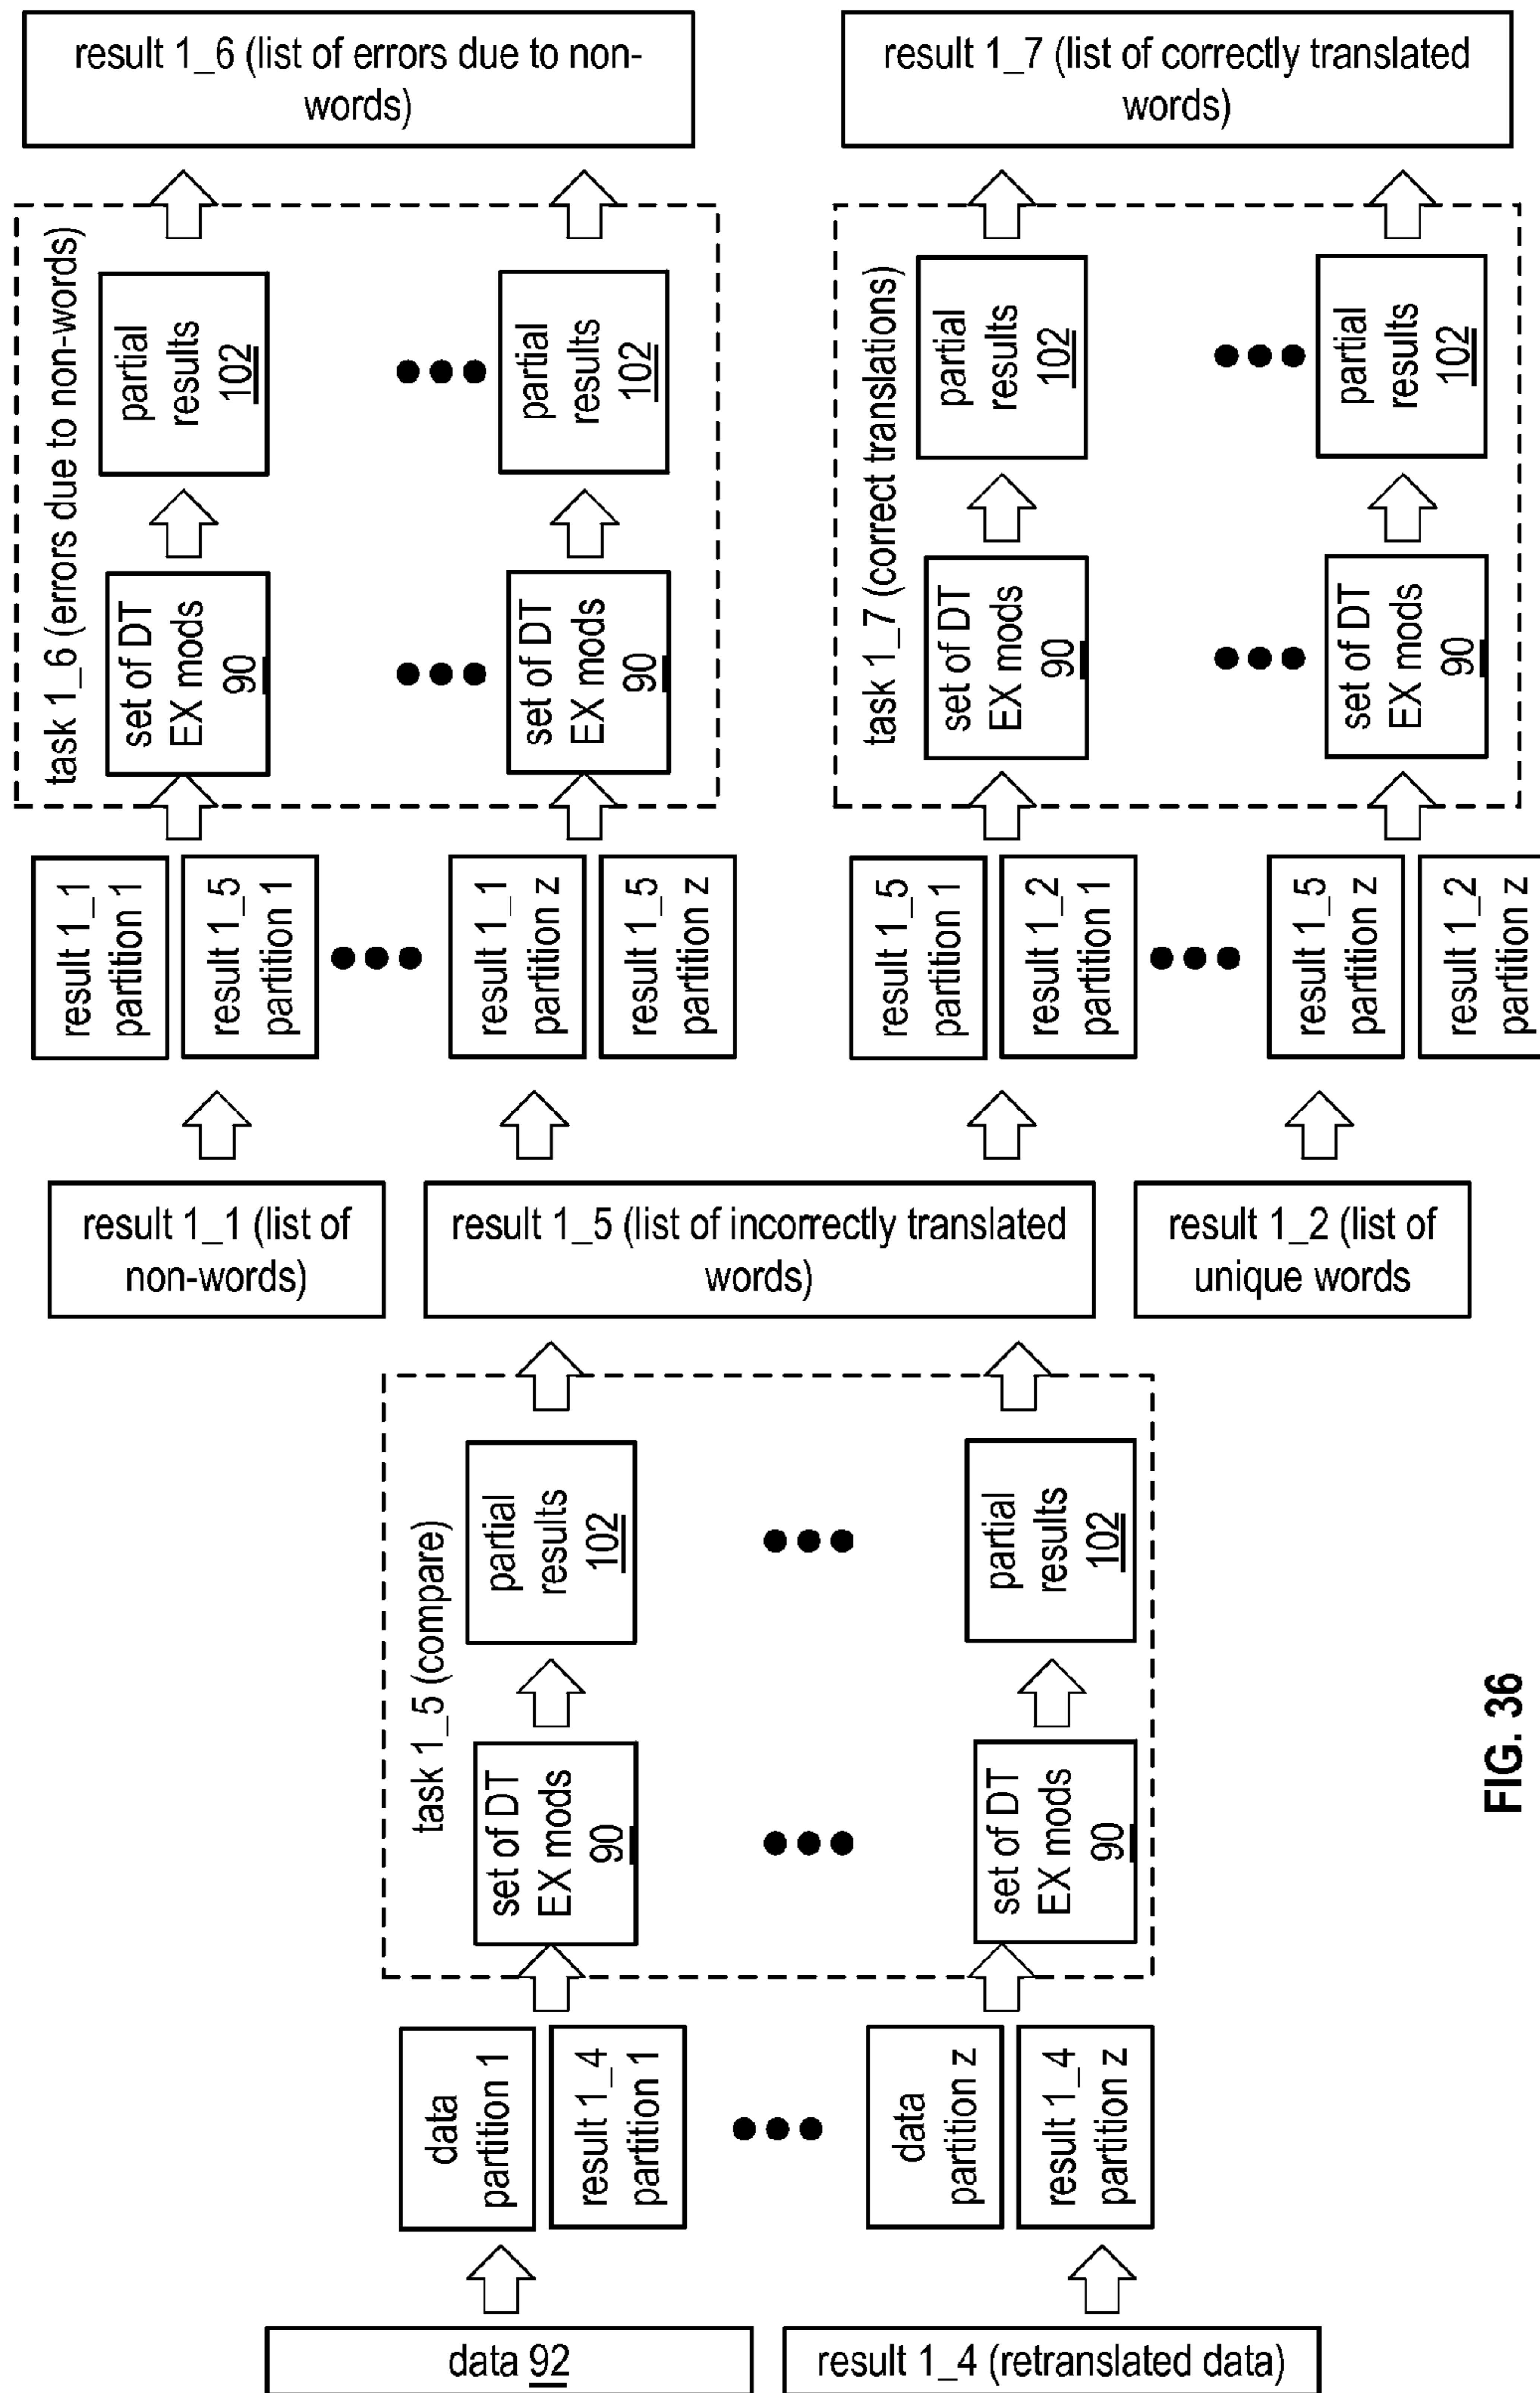 data 92
result 1_4 (retranslated data)
data
partition 1
result 1_4
partition 1
data
partition z
result 1_4
partition z
task 1_5 (compare)
set of DT
EX mods
90
partial
results
102
set of DT
EX mods
90
partial
results
102
result 1_1 (list of
non-words)
result 1_5 (list of incorrectly translated
words)
result 1_2 (list of
unique words
result 1_1
partition 1
result 1_5
partition 1
result 1_1
partition z
result 1_5
partition z
task 1_6 (errors due to non-words)
set of DT
EX mods
90
partial
results
102
set of DT
EX mods
90
partial
results
102
result 1_6 (list of errors due to non-
words)
result 1_5
partition 1
result 1_2
partition 1
result 1_5
partition z
result 1_2
partition z
task 1_7 (correct translations)
set of DT
EX mods
90
partial
results
102
set of DT
EX mods
90
partial
results
102
result 1_7 (list of correctly translated
words)
FIG. 36